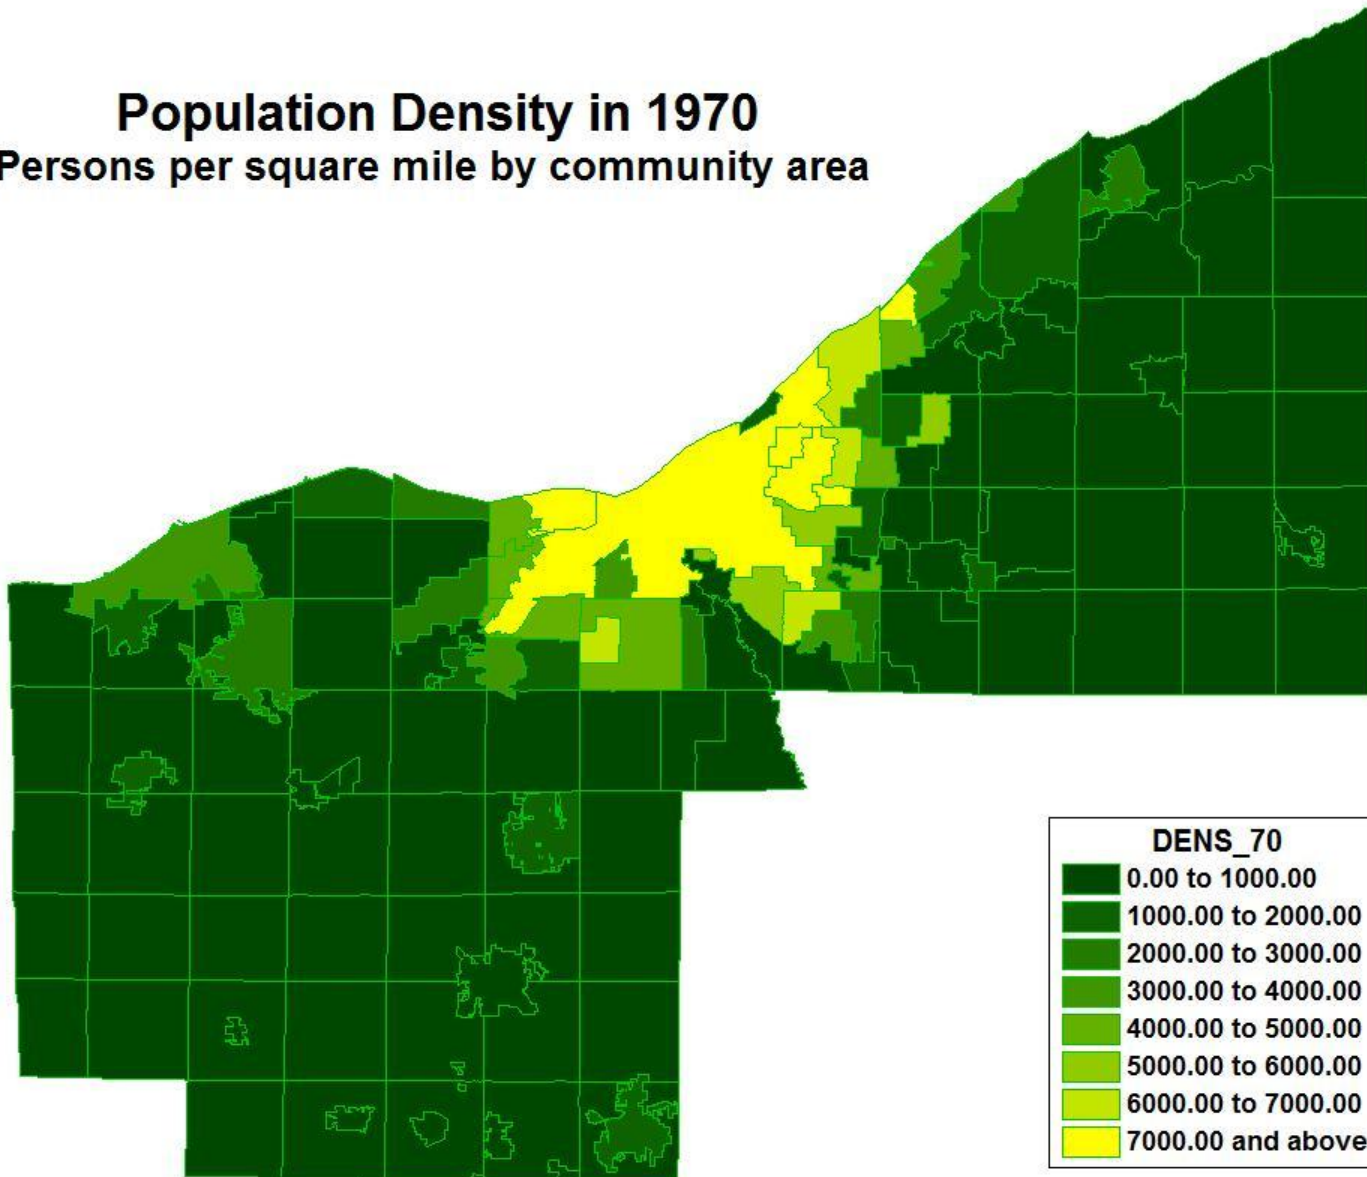 Population Density in 1970
Persons per square mile by community area
DENS_70
0.00 to 1000.00
1000.00 to 2000.00
2000.00 to 3000.00
3000.00 to 4000.00
4000.00 to 5000.00
5000.00 to 6000.00
6000.00 to 7000.00
7000.00 and above